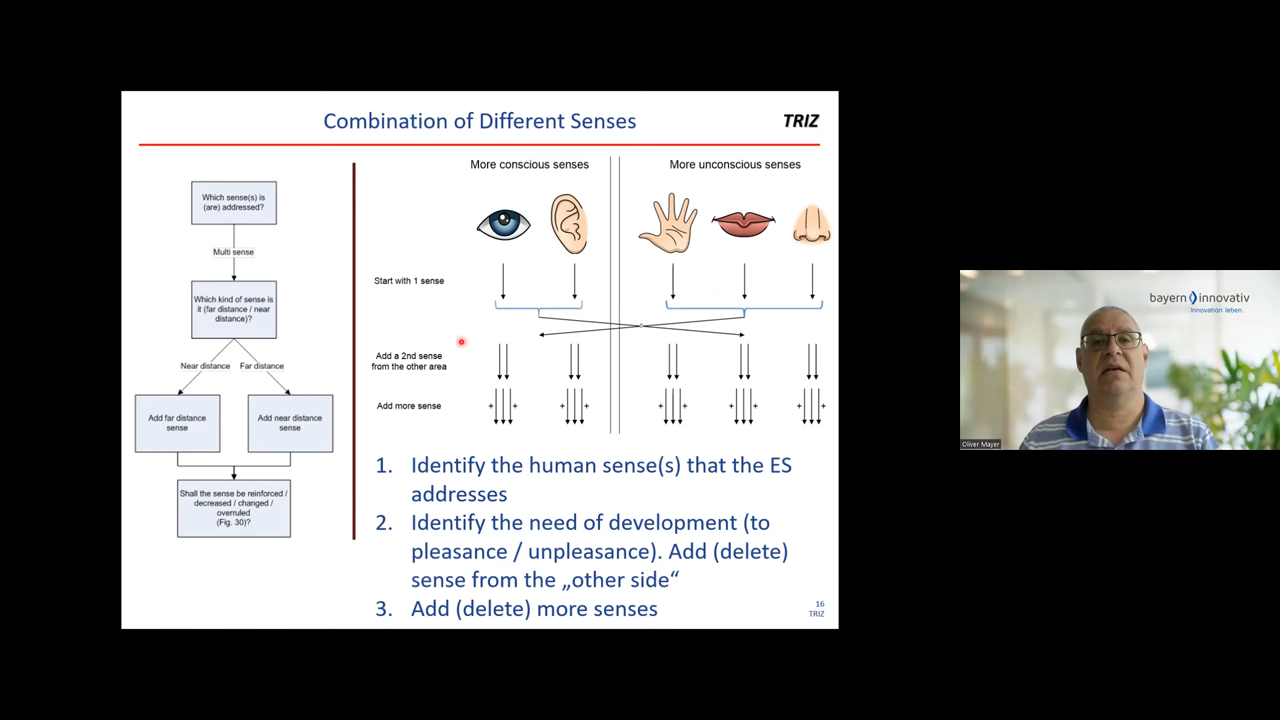 Combination of Different Senses
TRIZ
Which sense(s) is
(are) addressed?
Multi sense
Which kind of sense is
it (far distance / near
distance)?
Near distance
Far distance
Add far distance
sense
Add near distance
sense
Shall the sense be reinforced /
decreased / changed /
overruled
(Fig. 30)?
More conscious senses
More unconscious senses
Start with 1 sense
Add a 2nd sense
from the other area
Add more sense
+ + + + + + + + + +
1. Identify the human sense(s) that the ES
addresses
2. Identify the need of development (to
pleasance / unpleasance). Add (delete)
sense from the „other side“
3. Add (delete) more senses
16
TRIZ
bayern innovativ
Innovation leben.
Oliver Mayer